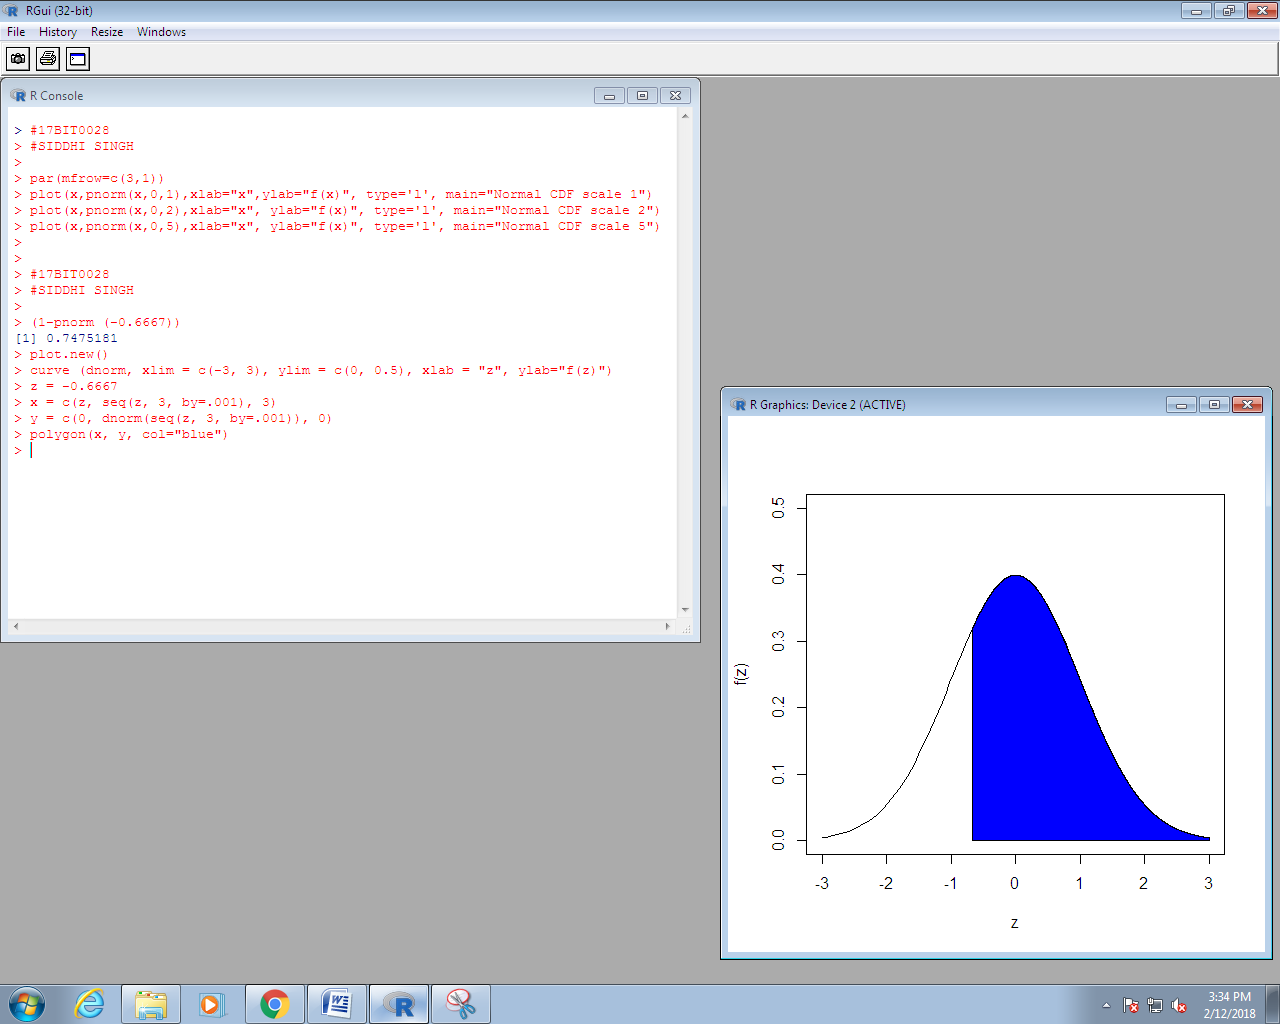 RGui (32-bit)
File History Resize Windows
R Console
> #17BIT0028
> #SIDDHI SINGH
>
> par(mfrow=c(3,1))
> plot(x,pnorm(x,0,1),xlab="x",ylab="f(x)", type='l', main="Normal CDF scale 1")
> plot(x,pnorm(x,0,2),xlab="x", ylab="f(x)", type='l', main="Normal CDF scale 2")
> plot(x,pnorm(x,0,5),xlab="x", ylab="f(x)", type='l', main="Normal CDF scale 5")
>
>
> #17BIT0028
> #SIDDHI SINGH
>
> (1-pnorm (-0.6667))
[1] 0.7475181
> plot.new()
> curve (dnorm, xlim = c(-3, 3), ylim = c(0, 0.5), xlab = "z", ylab="f(z)")
> z = -0.6667
> x = c(z, seq(z, 3, by=.001), 3)
> y = c(0, dnorm(seq(z, 3, by=.001)), 0)
> polygon(x, y, col="blue")
>
R Graphics: Device 2 (ACTIVE)
0.5
0.4
0.3
0.2
0.1
0.0
f(z)
-3 -2 -1 0 1 2 3
z
3:34 PM
2/12/2018